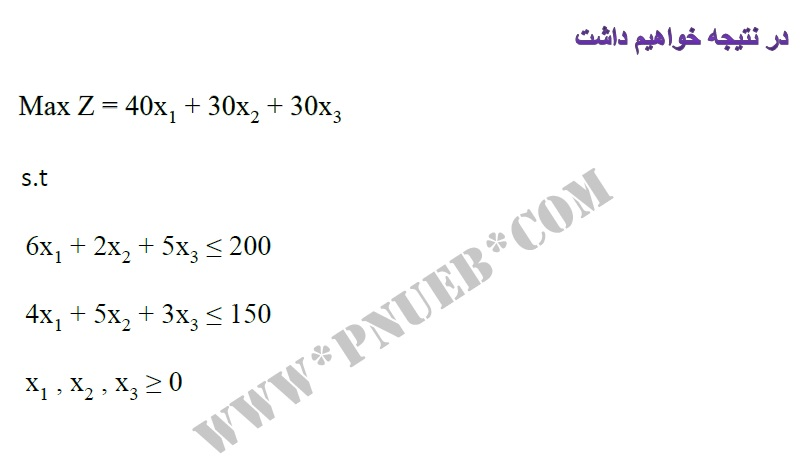 در نتیجه خواهیم داشت
Max Z = 40x₁ + 30x₂ + 30x₃
s.t
6x₁ + 2x₂ + 5x₃ ≤ 200
4x₁ + 5x₂ + 3x₃ ≤ 150
x₁ , x₂ , x₃ ≥ 0
WWW*PNUEB*COM